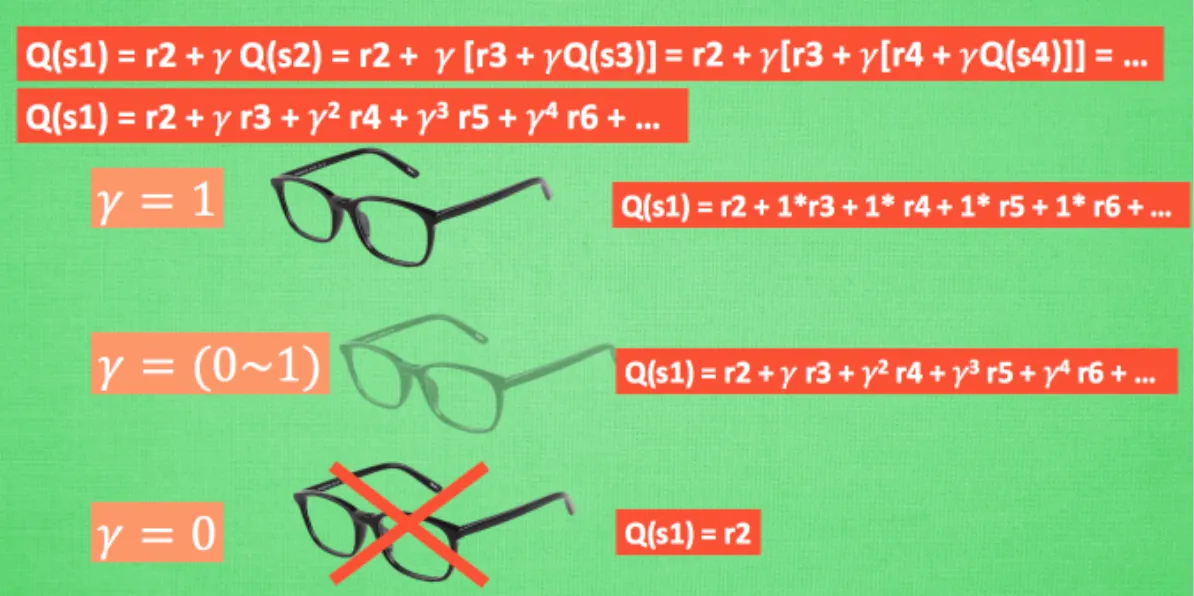 Q(s1) = r2 + γ Q(s2) = r2 + γ [r3 + γQ(s3)] = r2 + γ[r3 + γ[r4 + γQ(s4)]] = ...
Q(s1) = r2 + γ r3 + γ² r4 + γ³ r5 + γ⁴ r6 + ...
γ = 1
Q(s1) = r2 + 1*r3 + 1* r4 + 1* r5 + 1* r6 + ...
γ = (0~1)
Q(s1) = r2 + γ r3 + γ² r4 + γ³ r5 + γ⁴ r6 + ...
γ = 0
Q(s1) = r2